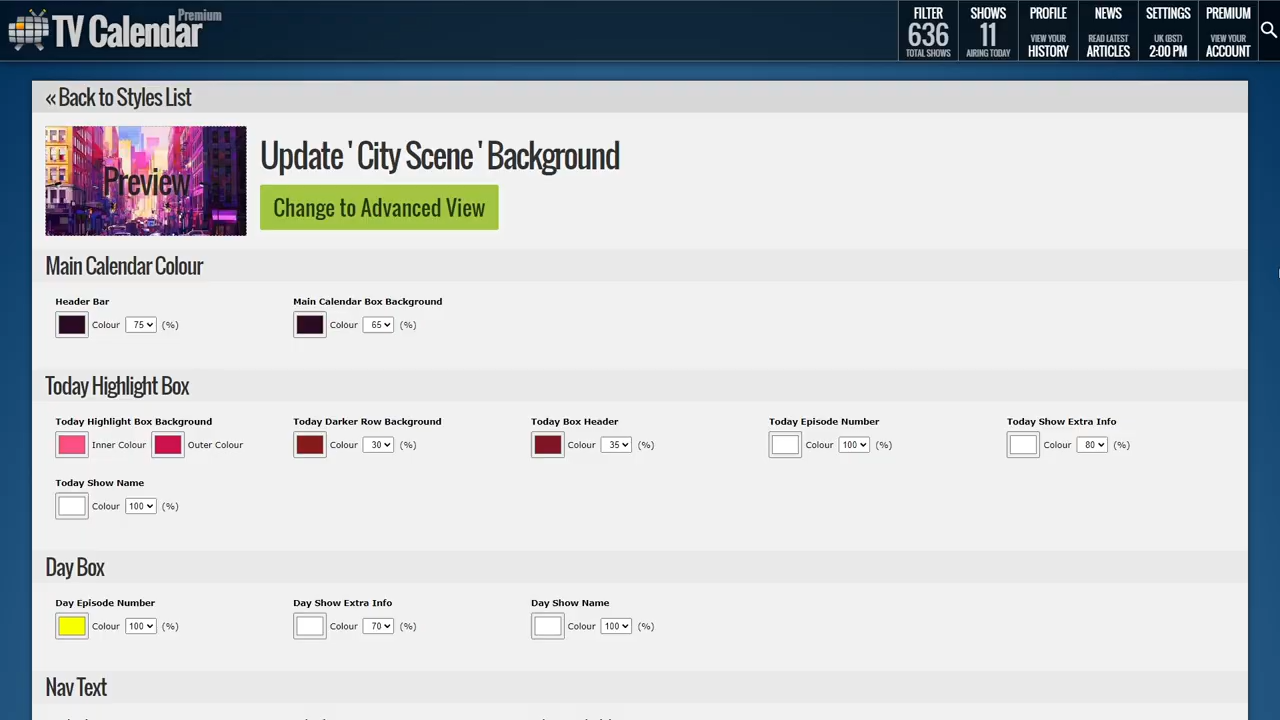 TV Calendar Premium
FILTER
636
TOTAL SHOWS
SHOWS
11
AIRING TODAY
PROFILE
VIEW YOUR
HISTORY
NEWS
READ LATEST
ARTICLES
SETTINGS
UK (BST)
2:00 PM
PREMIUM
VIEW YOUR
ACCOUNT
« Back to Styles List
Preview
Update ' City Scene ' Background
Change to Advanced View
Main Calendar Colour
Header Bar
Colour 75 (%)
Main Calendar Box Background
Colour 65 (%)
Today Highlight Box
Today Highlight Box Background
Inner Colour Outer Colour
Today Darker Row Background
Colour 30 (%)
Today Box Header
Colour 35 (%)
Today Episode Number
Colour 100 (%)
Today Show Extra Info
Colour 80 (%)
Today Show Name
Colour 100 (%)
Day Box
Day Episode Number
Colour 100 (%)
Day Show Extra Info
Colour 70 (%)
Day Show Name
Colour 100 (%)
Nav Text